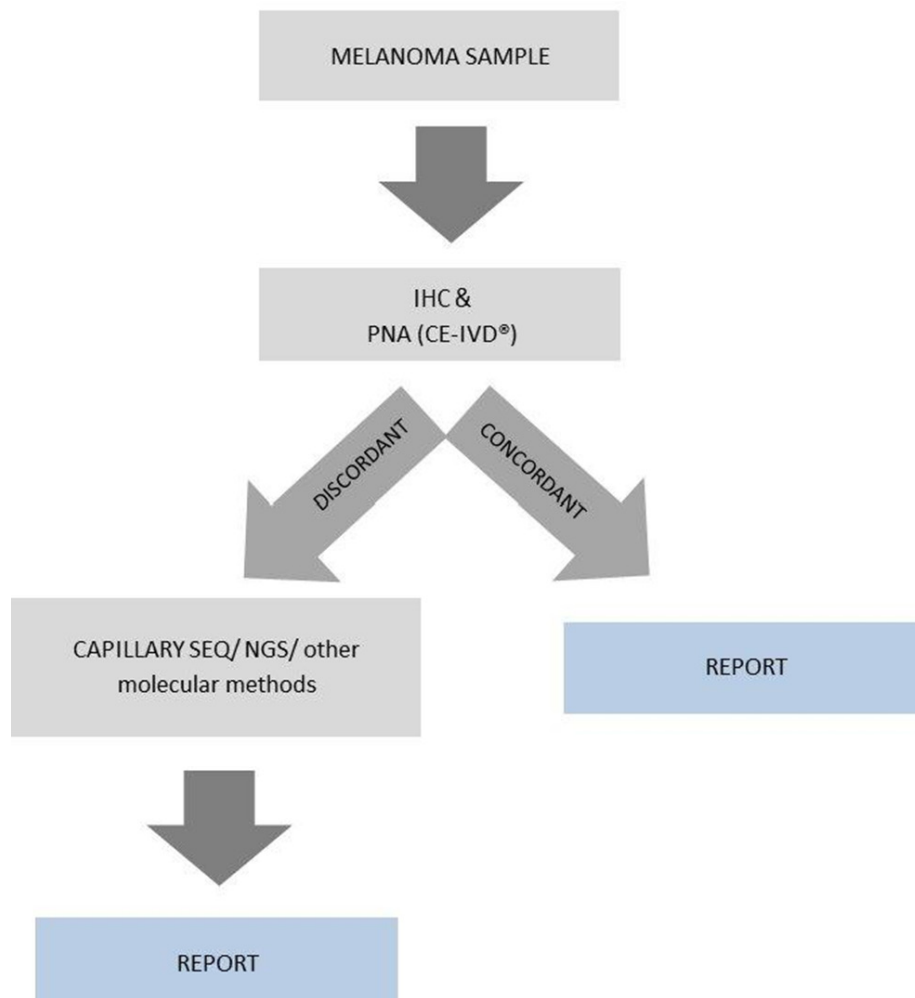 MELANOMA SAMPLE
IHC &
PNA (CE-IVD®)
DISCORDANT
CONCORDANT
CAPILLARY SEQ/ NGS/ other
molecular methods
REPORT
REPORT